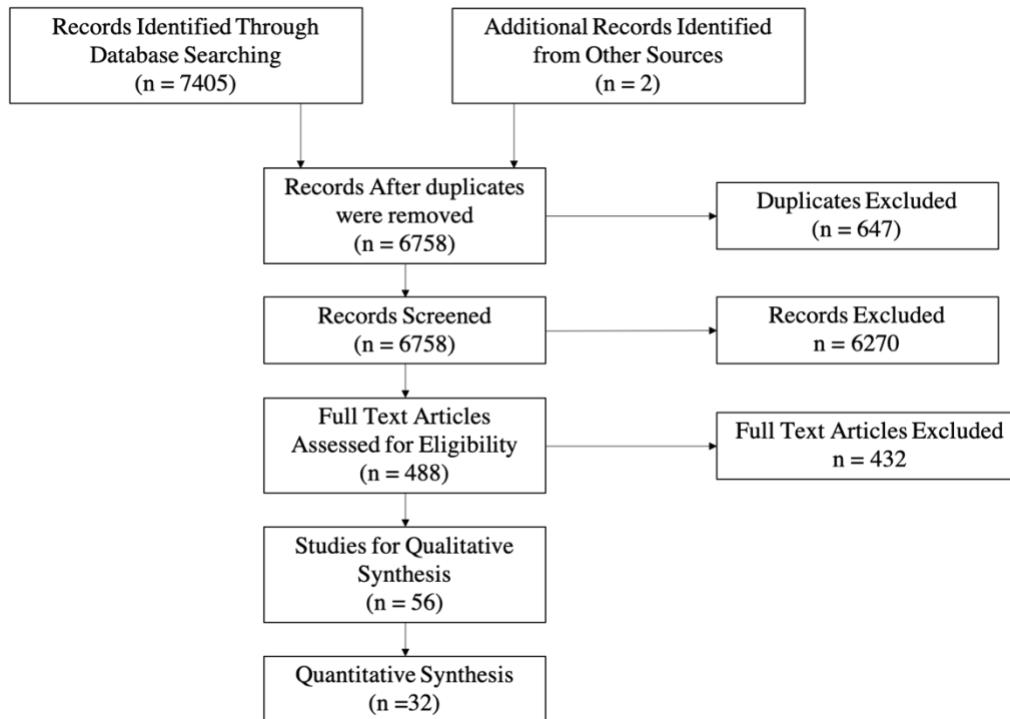 Records Identified Through
Database Searching
(n = 7405)
Additional Records Identified
from Other Sources
(n = 2)
Records After duplicates
were removed
(n = 6758)
Duplicates Excluded
(n = 647)
Records Screened
(n = 6758)
Records Excluded
n = 6270
Full Text Articles
Assessed for Eligibility
(n = 488)
Full Text Articles Excluded
n = 432
Studies for Qualitative
Synthesis
(n = 56)
Quantitative Synthesis
(n =32)